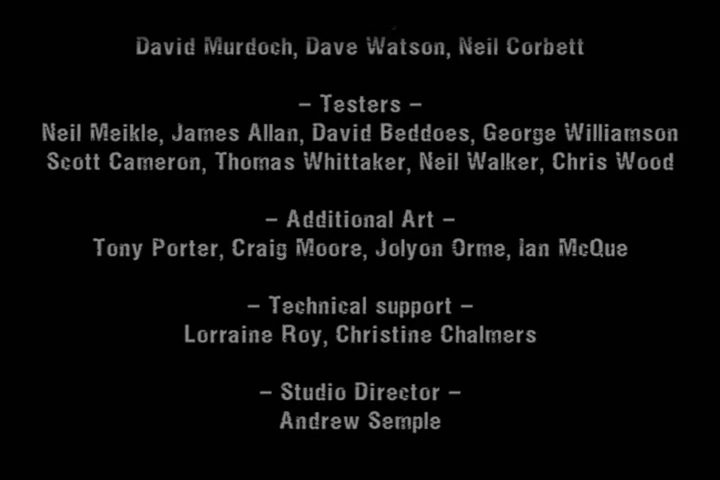 David Murdoch, Dave Watson, Neil Corbett
– Testers –
Neil Meikle, James Allan, David Beddoes, George Williamson
Scott Cameron, Thomas Whittaker, Neil Walker, Chris Wood
– Additional Art –
Tony Porter, Craig Moore, Jolyon Orme, Ian McQue
– Technical support –
Lorraine Roy, Christine Chalmers
– Studio Director –
Andrew Semple